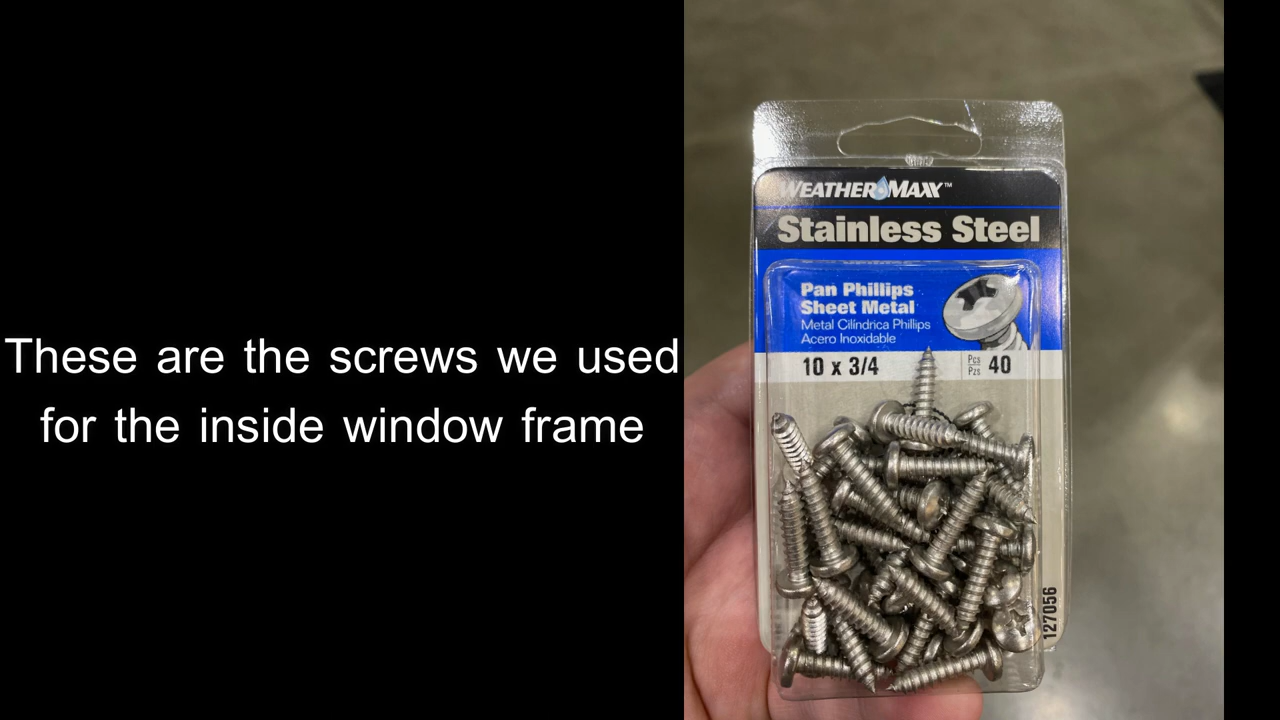 These are the screws we used
for the inside window frame
WEATHERMAXX™
Stainless Steel
Pan Phillips
Sheet Metal
Metal Cilíndrica Phillips
Acero Inoxidable
10 x 3/4
Pcs
Pzs 40
127056